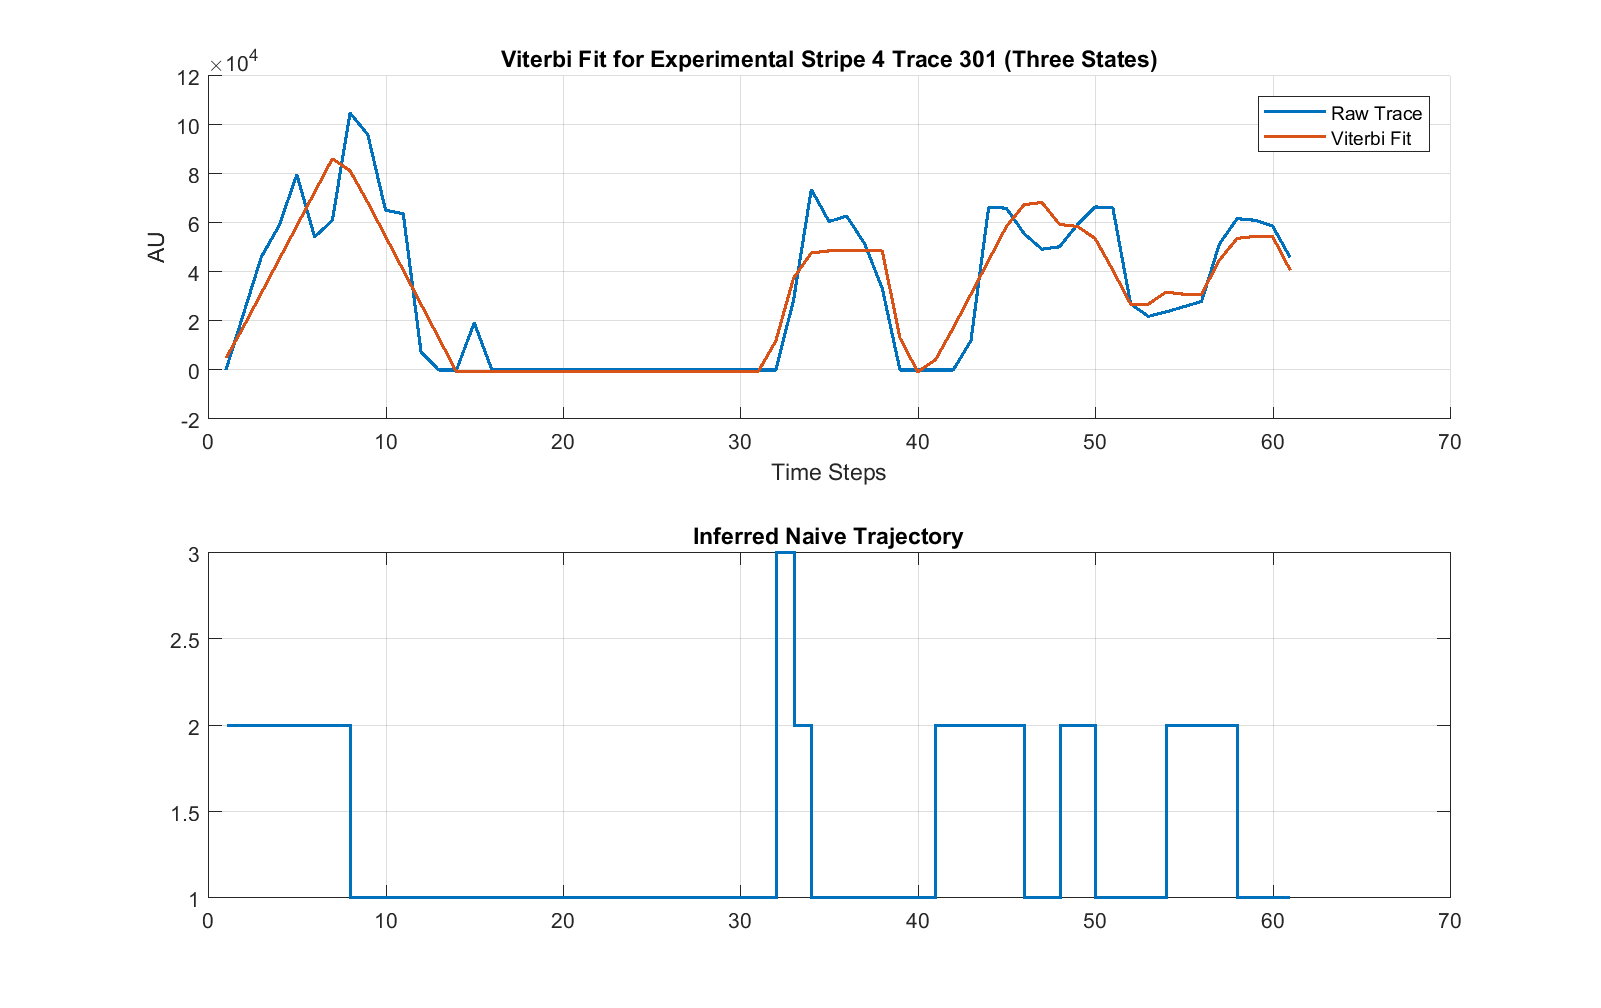 Viterbi Fit for Experimental Stripe 4 Trace 301 (Three States)
×10⁴
12
10
8
6
4
2
0
-2
AU
Raw Trace
Viterbi Fit
0 10 20 30 40 50 60 70
Time Steps
Inferred Naive Trajectory
3
2.5
2
1.5
1
0 10 20 30 40 50 60 70